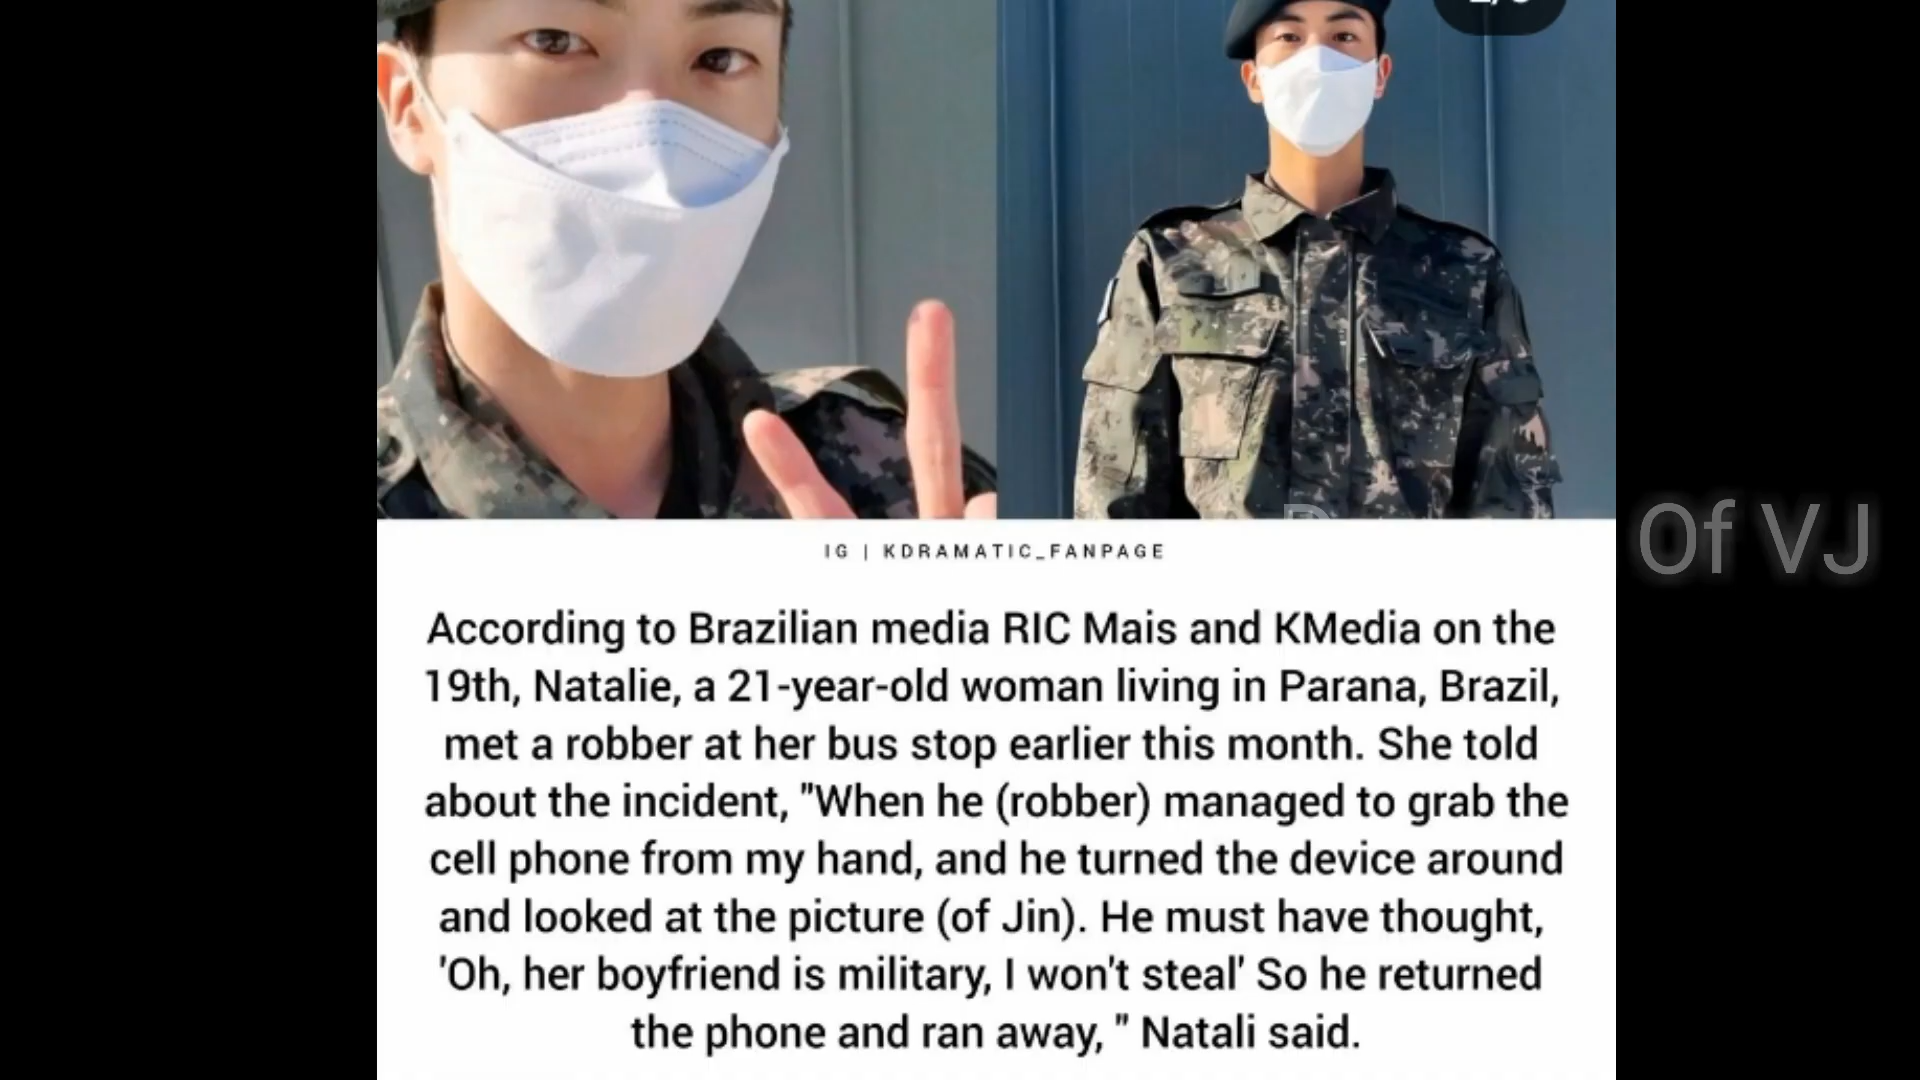 IG | KDRAMATIC_FANPAGE
Of VJ
According to Brazilian media RIC Mais and KMedia on the
19th, Natalie, a 21-year-old woman living in Parana, Brazil,
met a robber at her bus stop earlier this month. She told
about the incident, "When he (robber) managed to grab the
cell phone from my hand, and he turned the device around
and looked at the picture (of Jin). He must have thought,
'Oh, her boyfriend is military, I won't steal' So he returned
the phone and ran away, " Natali said.